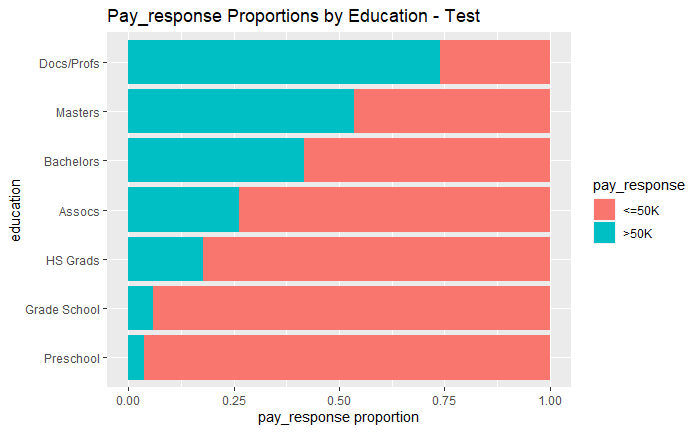 Pay_response Proportions by Education - Test
Docs/Profs
Masters
Bachelors
Assocs
HS Grads
Grade School
Preschool
education
0.00 0.25 0.50 0.75 1.00
pay_response proportion
pay_response
<=50K
>50K